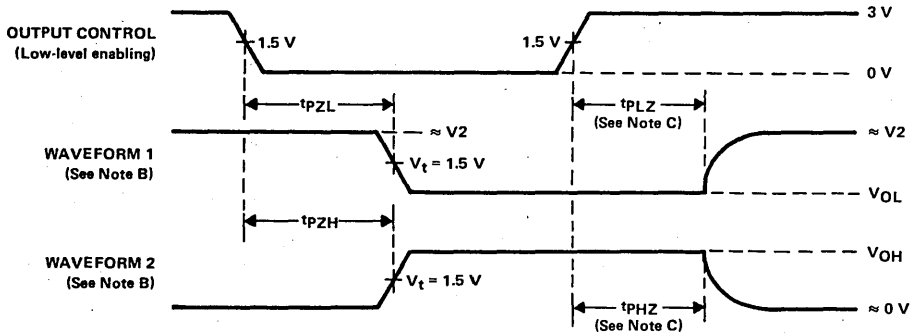 OUTPUT CONTROL
(Low-level enabling)
1.5 V
1.5 V
3 V
0 V
tPZL
tPLZ
(See Note C)
WAVEFORM 1
(See Note B)
≈ V2
Vt = 1.5 V
≈ V2
VOL
tPZH
WAVEFORM 2
(See Note B)
Vt = 1.5 V
VOH
tPHZ
(See Note C)
≈ 0 V